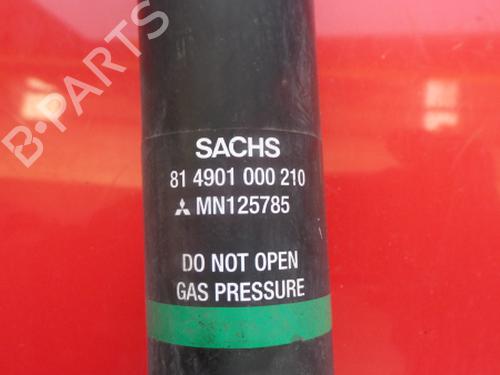 B-PARTS
SACHS
81 4901 000 210
MN125785
DO NOT OPEN
GAS PRESSURE